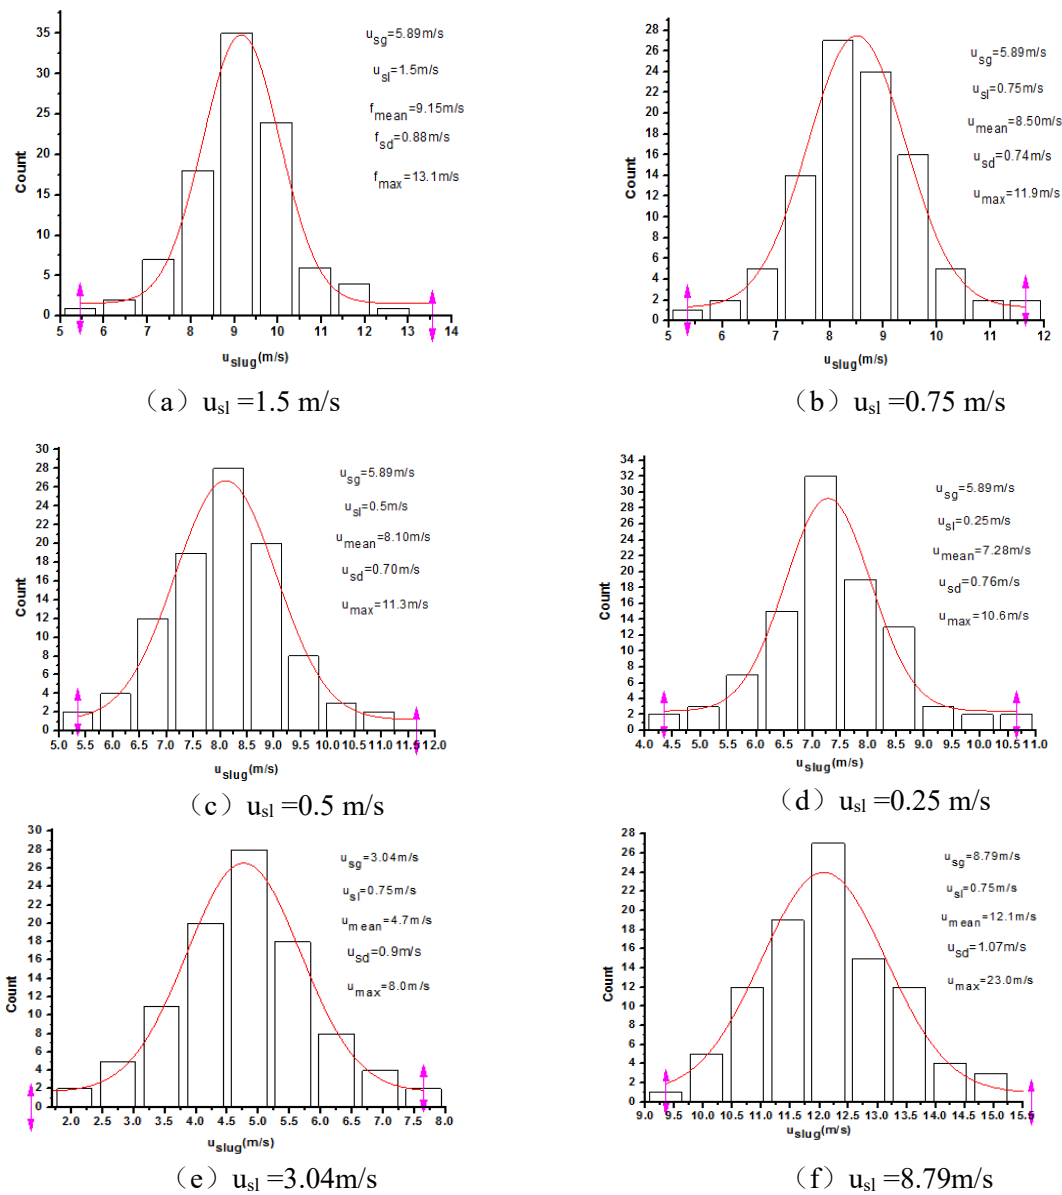 35
30
25
20
15
10
5
0
Count
5 6 7 8 9 10 11 12 13 14
u_slug(m/s)
u_sg=5.89m/s
u_sl=1.5m/s
f_mean=9.15m/s
f_sd=0.88m/s
f_max=13.1m/s
（a）u_sl =1.5 m/s
28
26
24
22
20
18
16
14
12
10
8
6
4
2
0
Count
5 6 7 8 9 10 11 12
u_slug(m/s)
u_sg=5.89m/s
u_sl=0.75m/s
u_mean=8.50m/s
u_sd=0.74m/s
u_max=11.9m/s
（b）u_sl =0.75 m/s
30
28
26
24
22
20
18
16
14
12
10
8
6
4
2
0
Count
5.0 5.5 6.0 6.5 7.0 7.5 8.0 8.5 9.0 9.5 10.0 10.5 11.0 11.5 12.0
u_slug(m/s)
u_sg=5.89m/s
u_sl=0.5m/s
u_mean=8.10m/s
u_sd=0.70m/s
u_max=11.3m/s
（c）u_sl =0.5 m/s
34
32
30
28
26
24
22
20
18
16
14
12
10
8
6
4
2
0
Count
4.0 4.5 5.0 5.5 6.0 6.5 7.0 7.5 8.0 8.5 9.0 9.5 10.0 10.5 11.0
u_slug(m/s)
u_sg=5.89m/s
u_sl=0.25m/s
u_mean=7.28m/s
u_sd=0.76m/s
u_max=10.6m/s
（d）u_sl =0.25 m/s
30
28
26
24
22
20
18
16
14
12
10
8
6
4
2
0
Count
2.0 2.5 3.0 3.5 4.0 4.5 5.0 5.5 6.0 6.5 7.0 7.5 8.0
u_slug(m/s)
u_sg=3.04m/s
u_sl=0.75m/s
u_mean=4.7m/s
u_sd=0.9m/s
u_max=8.0m/s
（e）u_sl =3.04m/s
28
26
24
22
20
18
16
14
12
10
8
6
4
2
0
Count
9.0 9.5 10.0 10.5 11.0 11.5 12.0 12.5 13.0 13.5 14.0 14.5 15.0 15.5
u_slug(m/s)
u_sg=8.79m/s
u_sl=0.75m/s
u_mean=12.1m/s
u_sd=1.07m/s
u_max=23.0m/s
（f）u_sl =8.79m/s